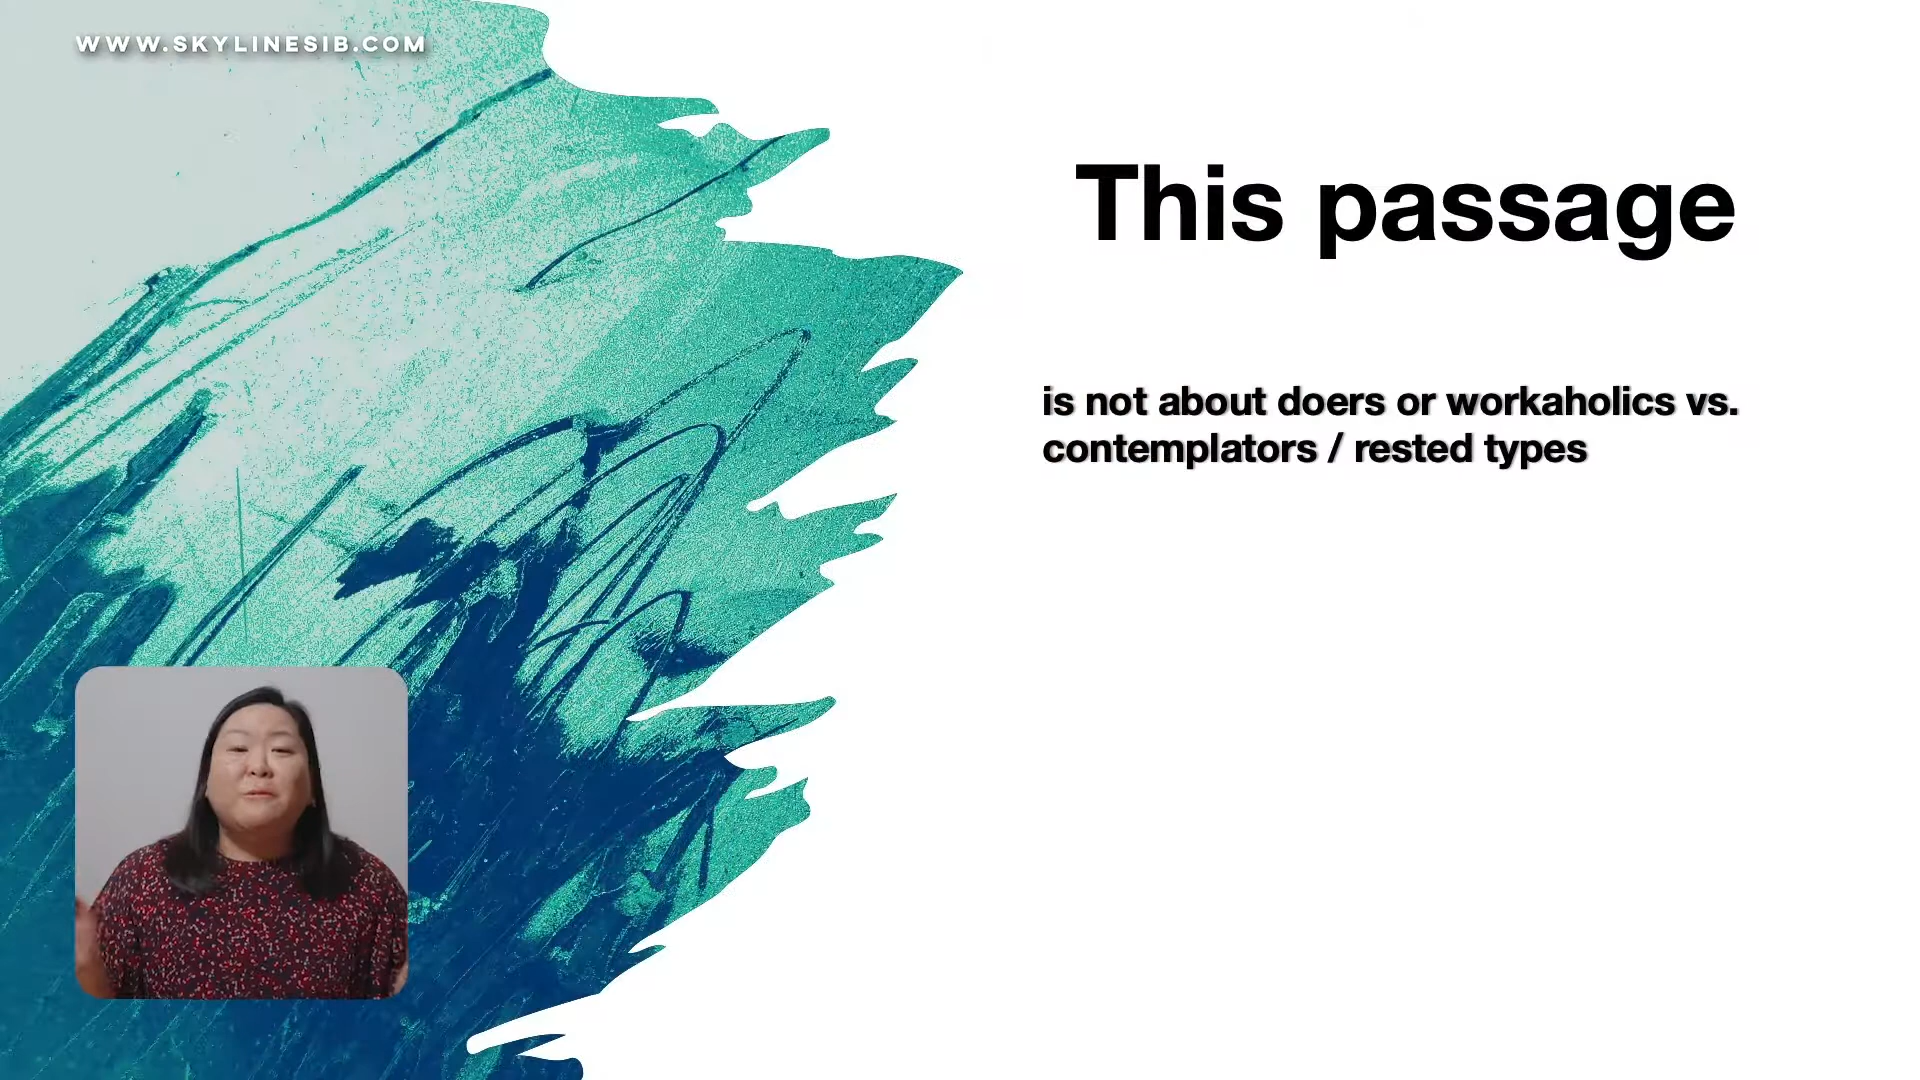 WWW.SKYLINESIB.COM
This passage
is not about doers or workaholics vs.
contemplators / rested types